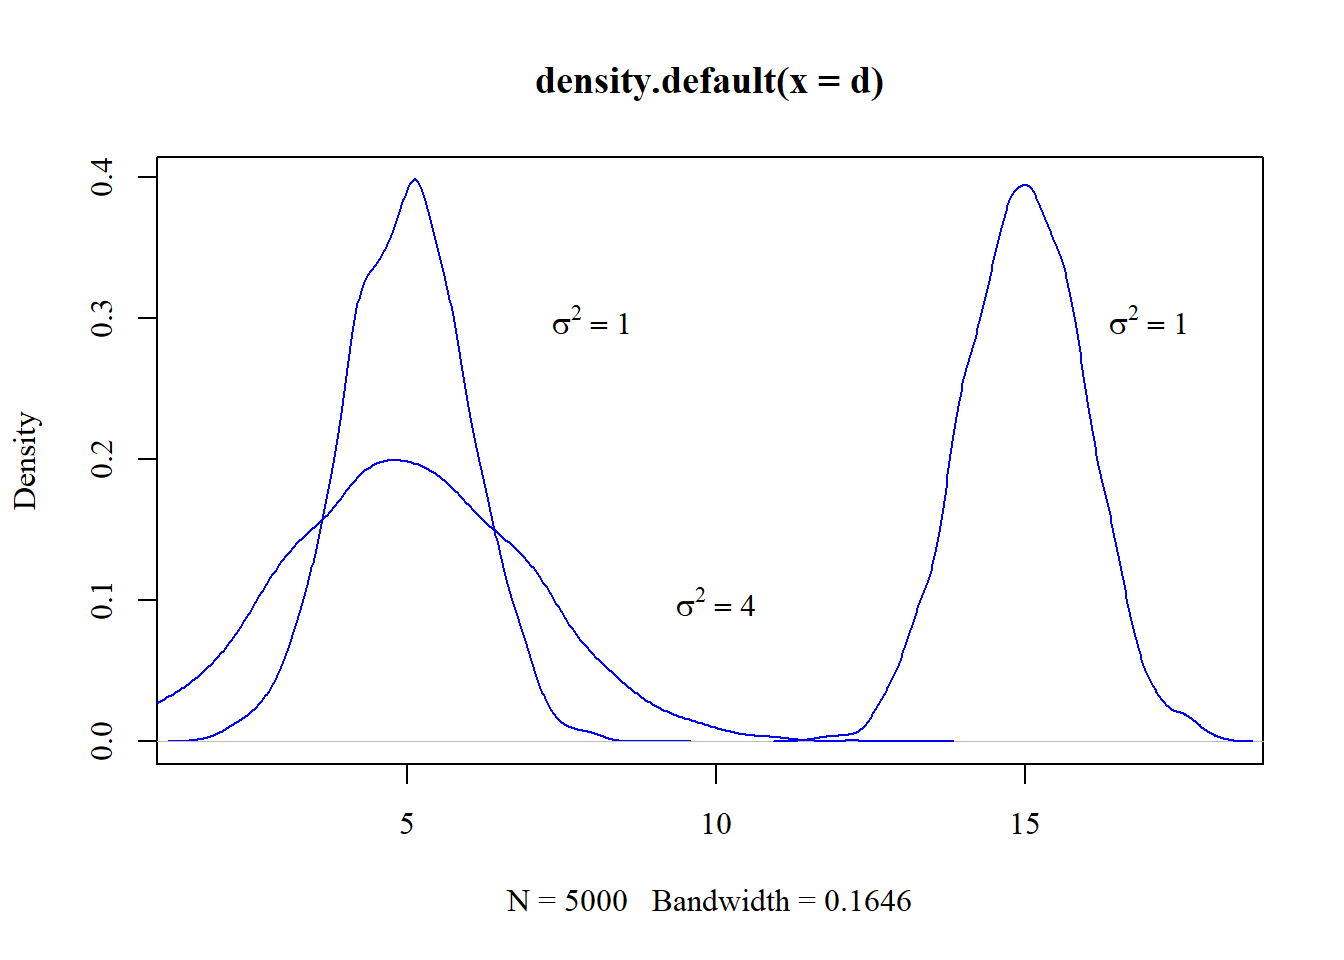 density.default(x = d)
0.4
0.3
0.2
0.1
0.0
Density
σ² = 1
σ² = 1
σ² = 4
5
10
15
N = 5000 Bandwidth = 0.1646